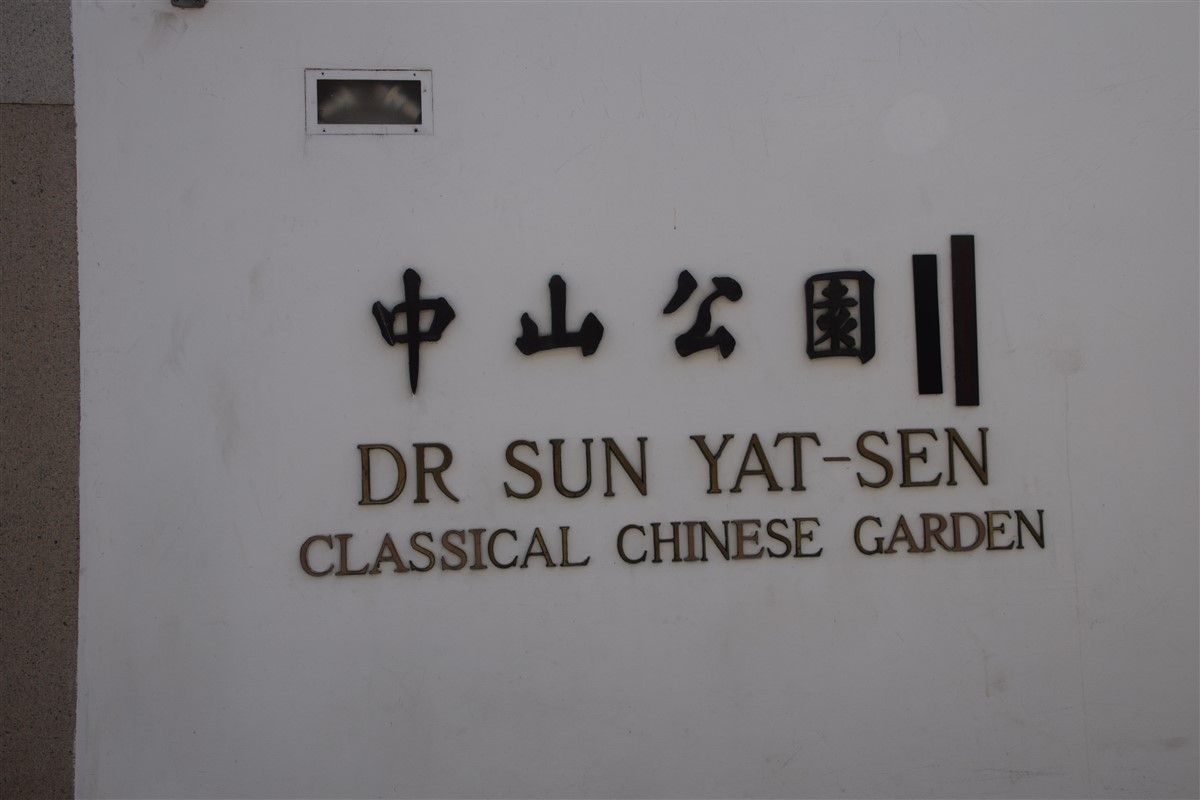 中山公園
DR SUN YAT-SEN
CLASSICAL CHINESE GARDEN